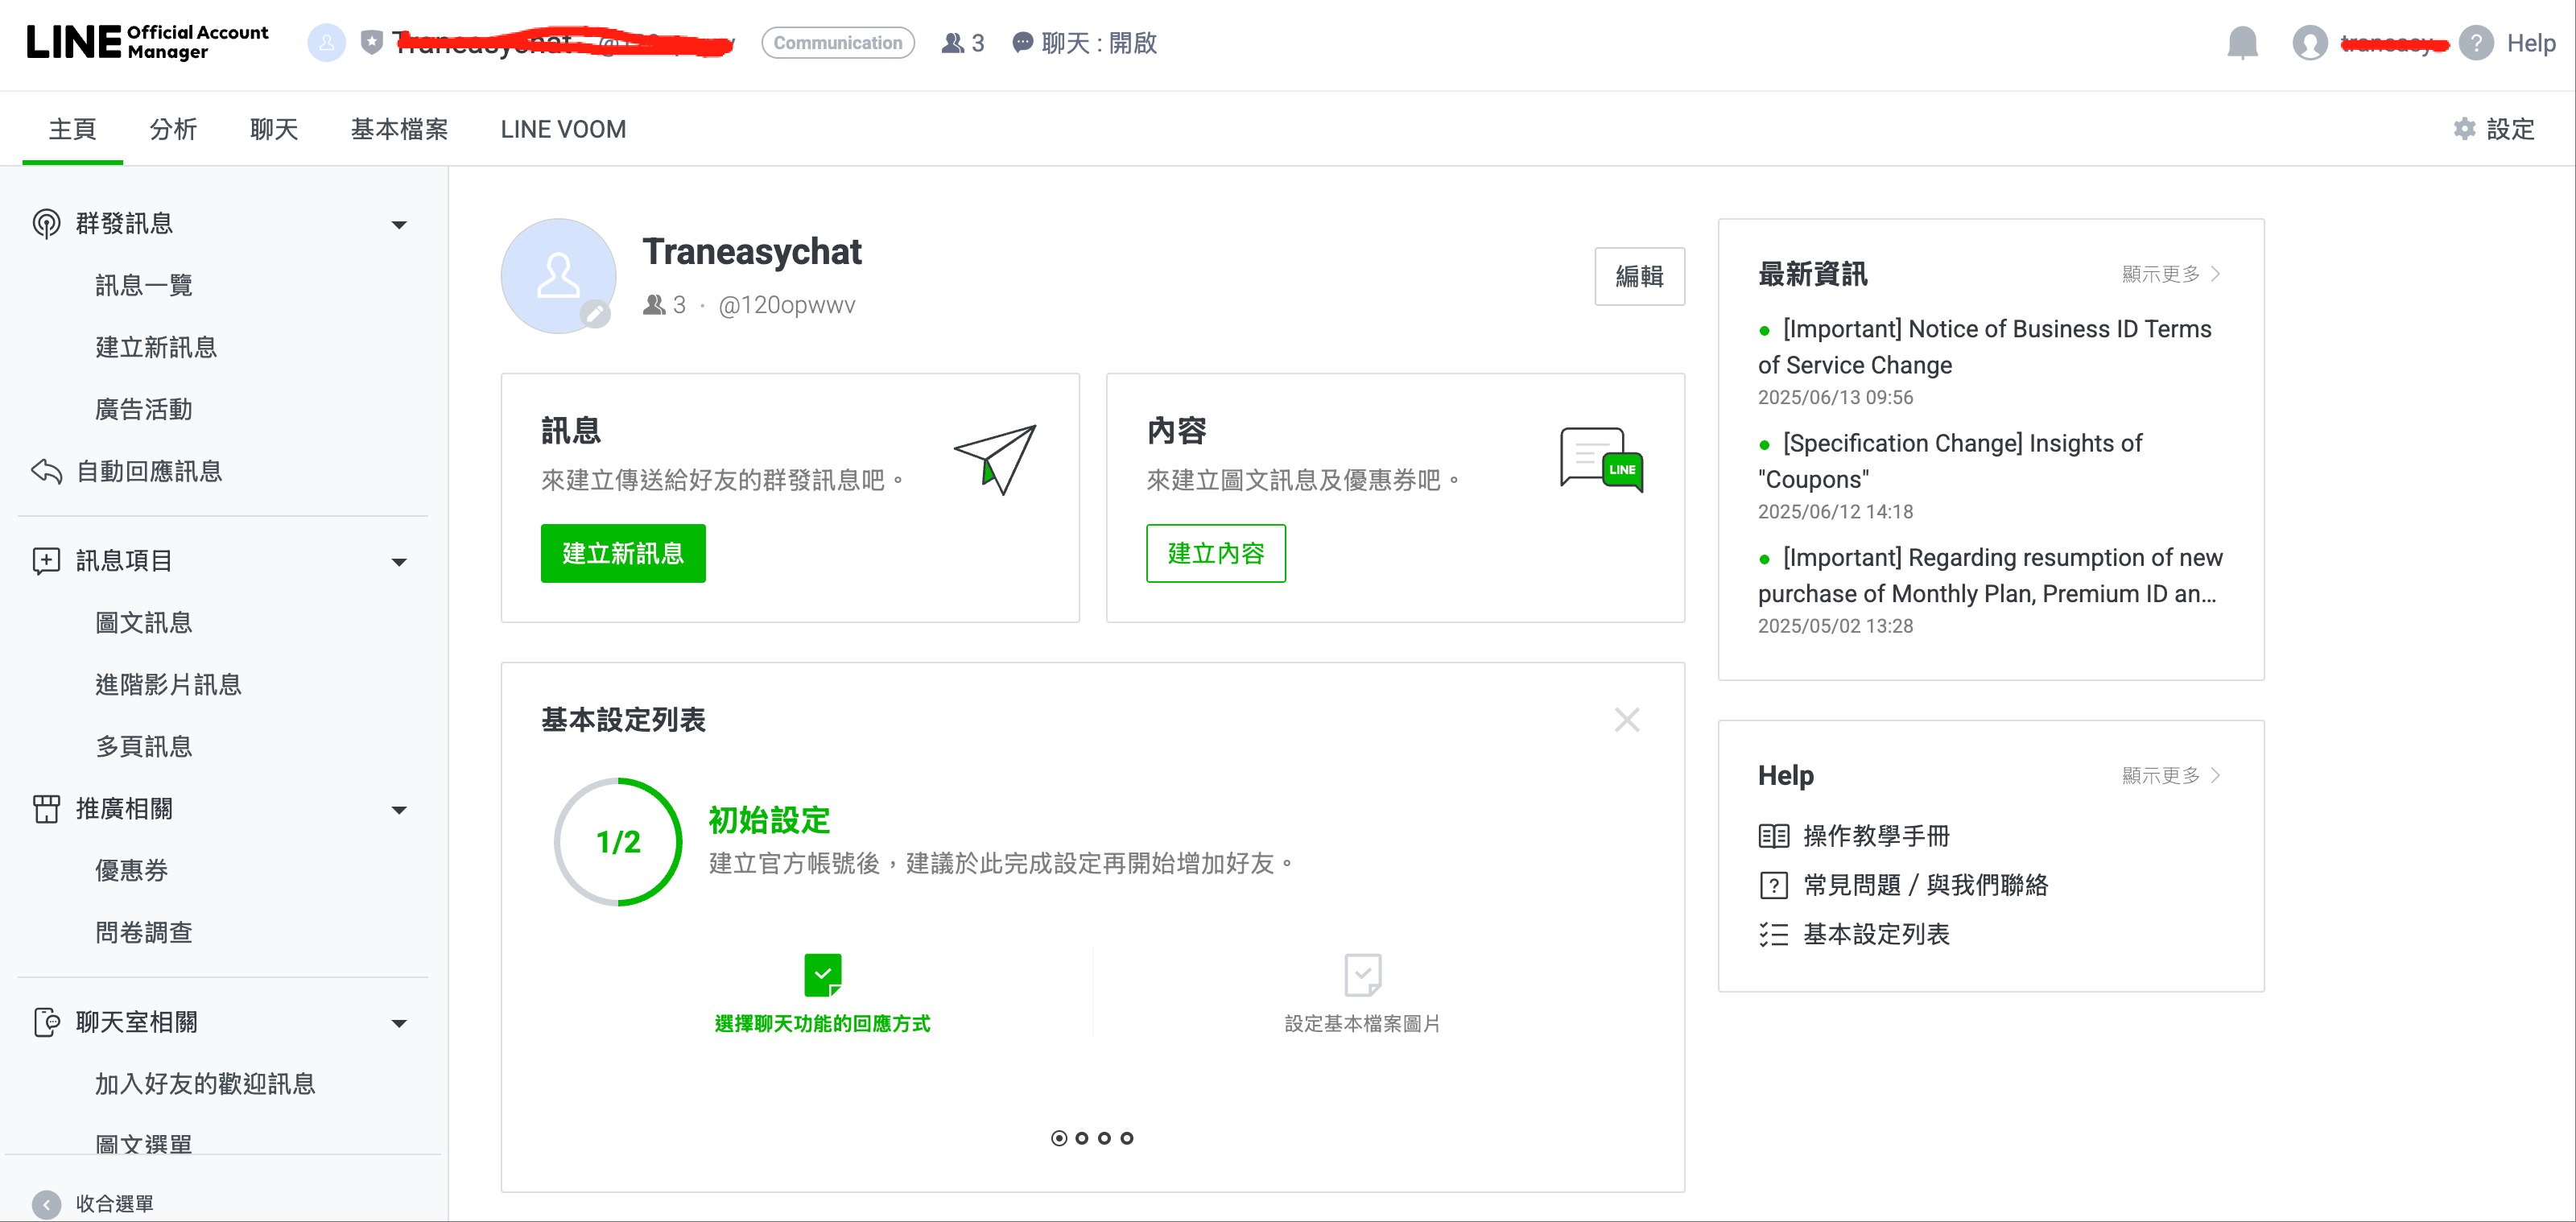 LINE Official Account Manager
Communication
3
聊天 : 開啟
Help
主頁
分析
聊天
基本檔案
LINE VOOM
設定
群發訊息
訊息一覽
建立新訊息
廣告活動
自動回應訊息
訊息項目
圖文訊息
進階影片訊息
多頁訊息
推廣相關
優惠券
問卷調查
聊天室相關
加入好友的歡迎訊息
圖文選單
收合選單
Traneasychat
3 · @120opwwv
編輯
訊息
來建立傳送給好友的群發訊息吧。
建立新訊息
內容
來建立圖文訊息及優惠券吧。
LINE
建立內容
基本設定列表
1/2
初始設定
建立官方帳號後，建議於此完成設定再開始增加好友。
選擇聊天功能的回應方式
設定基本檔案圖片
最新資訊
顯示更多
[Important] Notice of Business ID Terms
of Service Change
2025/06/13 09:56
[Specification Change] Insights of
"Coupons"
2025/06/12 14:18
[Important] Regarding resumption of new
purchase of Monthly Plan, Premium ID an...
2025/05/02 13:28
Help
顯示更多
操作教學手冊
常見問題 / 與我們聯絡
基本設定列表